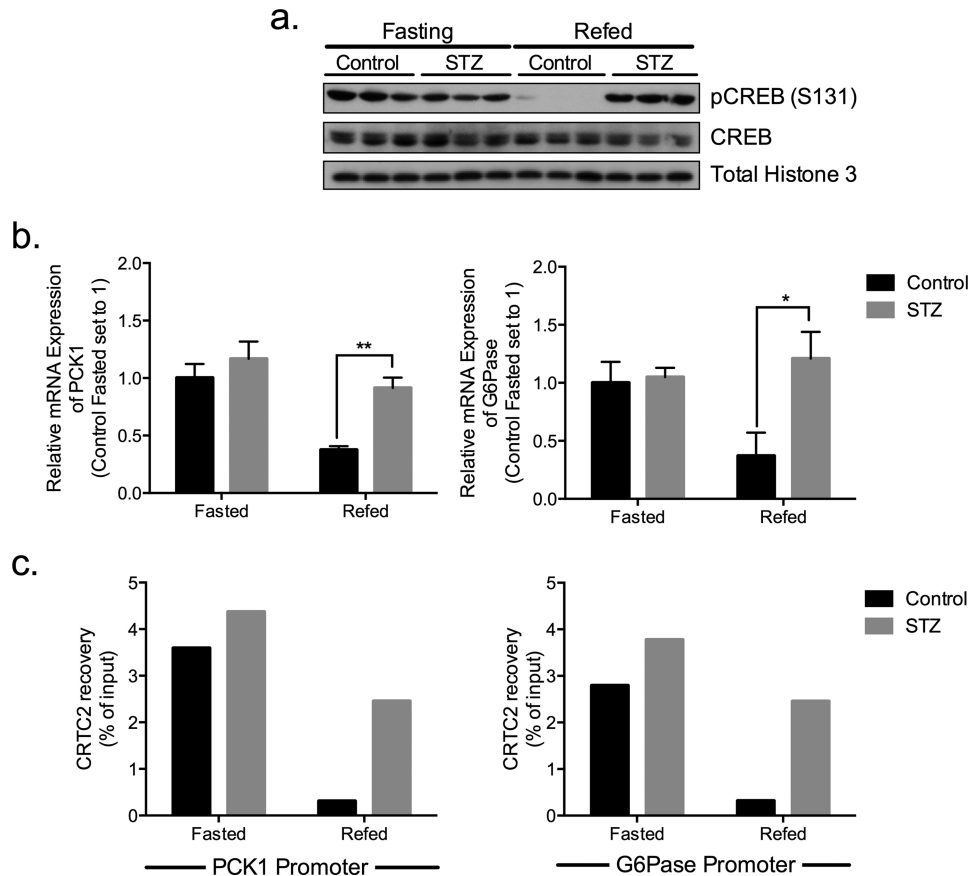 a.
Fasting Refed
Control STZ Control STZ
pCREB (S131)
CREB
Total Histone 3
b.
Relative mRNA Expression
of PCK1
(Control Fasted set to 1)
2.0
1.5
1.0
0.5
0.0
**
Fasted Refed
Relative mRNA Expression
of G6Pase
(Control Fasted set to 1)
2.0
1.5
1.0
0.5
0.0
*
Fasted Refed
Control
STZ
c.
CRTC2 recovery
(% of input)
5
4
3
2
1
0
Fasted Refed
PCK1 Promoter
CRTC2 recovery
(% of input)
5
4
3
2
1
0
Fasted Refed
G6Pase Promoter
Control
STZ